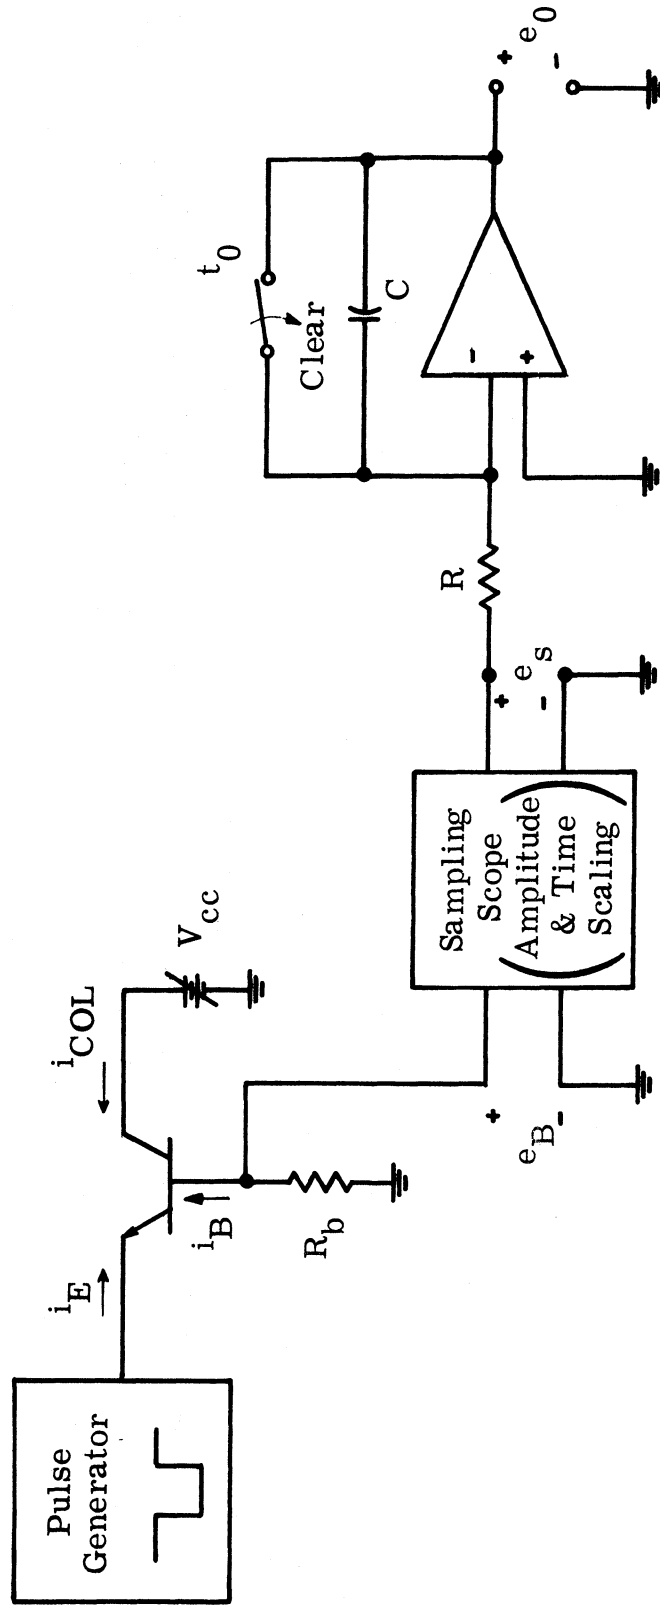 Pulse
Generator
i_E
i_B
i_COL
V_cc
R_b
+
e_B
-
Sampling
Scope
(Amplitude
& Time
Scaling)
+
e_s
-
R
Clear
t_0
C
-
+
+
e_0
-